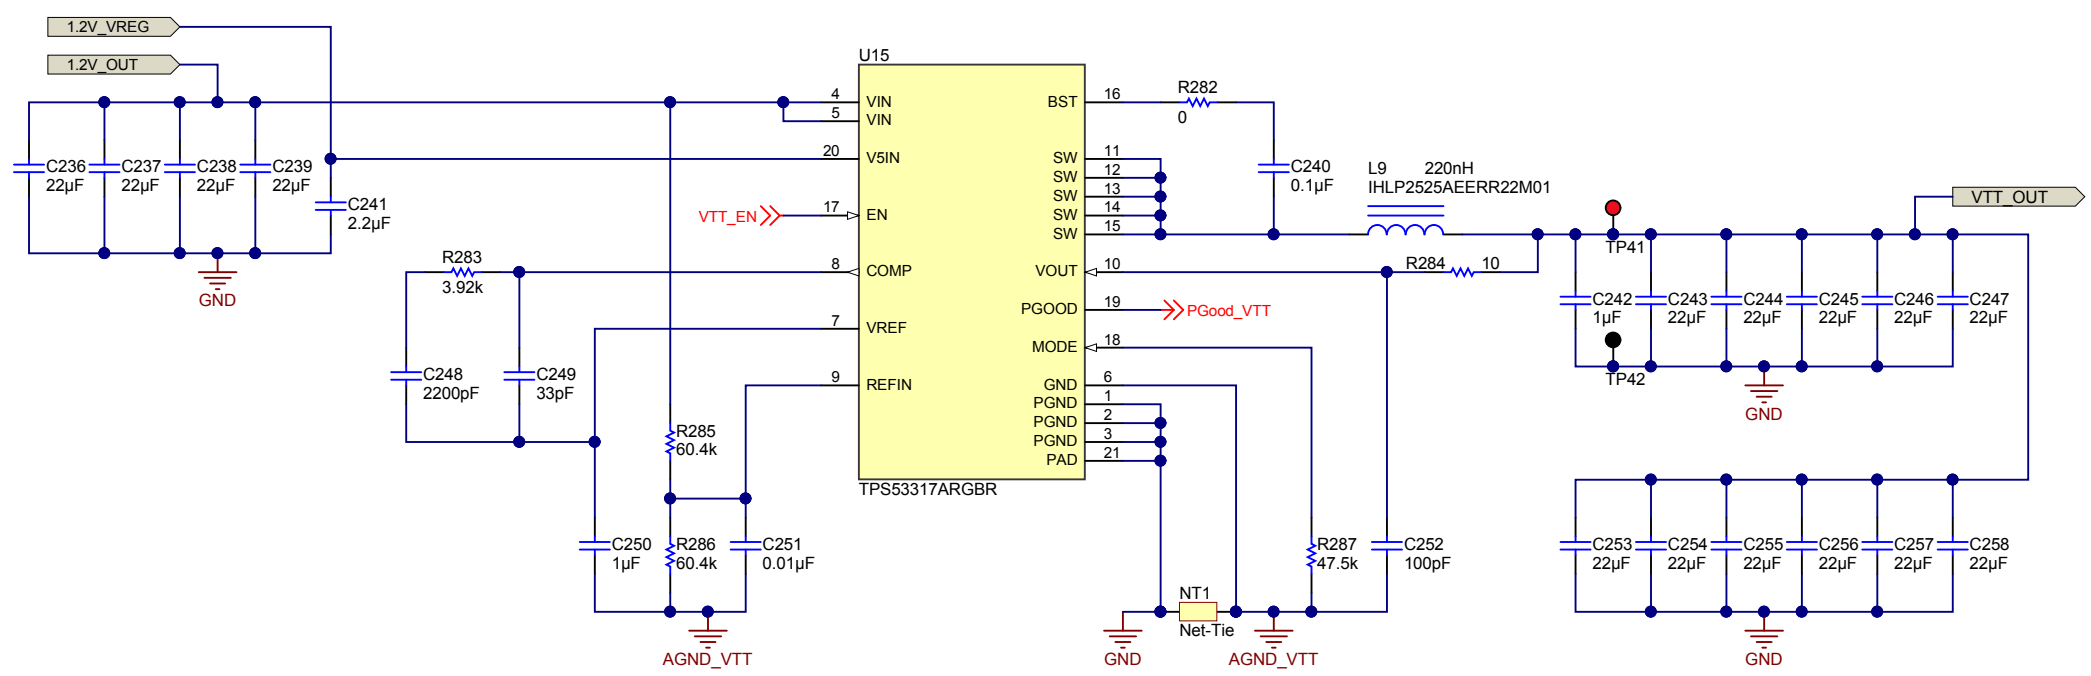 1.2V_VREG
1.2V_OUT
C236
22µF
C237
22µF
C238
22µF
C239
22µF
C241
2.2µF
GND
VTT_EN
R283
3.92k
C248
2200pF
C249
33pF
R285
60.4k
C250
1µF
R286
60.4k
C251
0.01µF
AGND_VTT
U15
4 VIN
5 VIN
20 V5IN
17 EN
8 COMP
7 VREF
9 REFIN
BST 16
SW 11
SW 12
SW 13
SW 14
SW 15
VOUT 10
PGOOD 19
MODE 18
GND 6
PGND 1
PGND 2
PGND 3
PAD 21
TPS53317ARGBR
R282
0
C240
0.1µF
L9 220nH
IHLP2525AEERR22M01
R284 10
PGood_VTT
R287
47.5k
C252
100pF
NT1
Net-Tie
GND
AGND_VTT
VTT_OUT
TP41
C242
1µF
C243
22µF
C244
22µF
C245
22µF
C246
22µF
C247
22µF
TP42
GND
C253
22µF
C254
22µF
C255
22µF
C256
22µF
C257
22µF
C258
22µF
GND